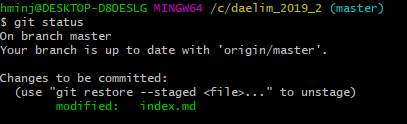 hminj@DESKTOP-D8OESLG MINGW64 /c/daelim_2019_2 (master)
$ git status
On branch master
Your branch is up to date with 'origin/master'.

Changes to be committed:
  (use "git restore --staged <file>..." to unstage)
        modified:   index.md